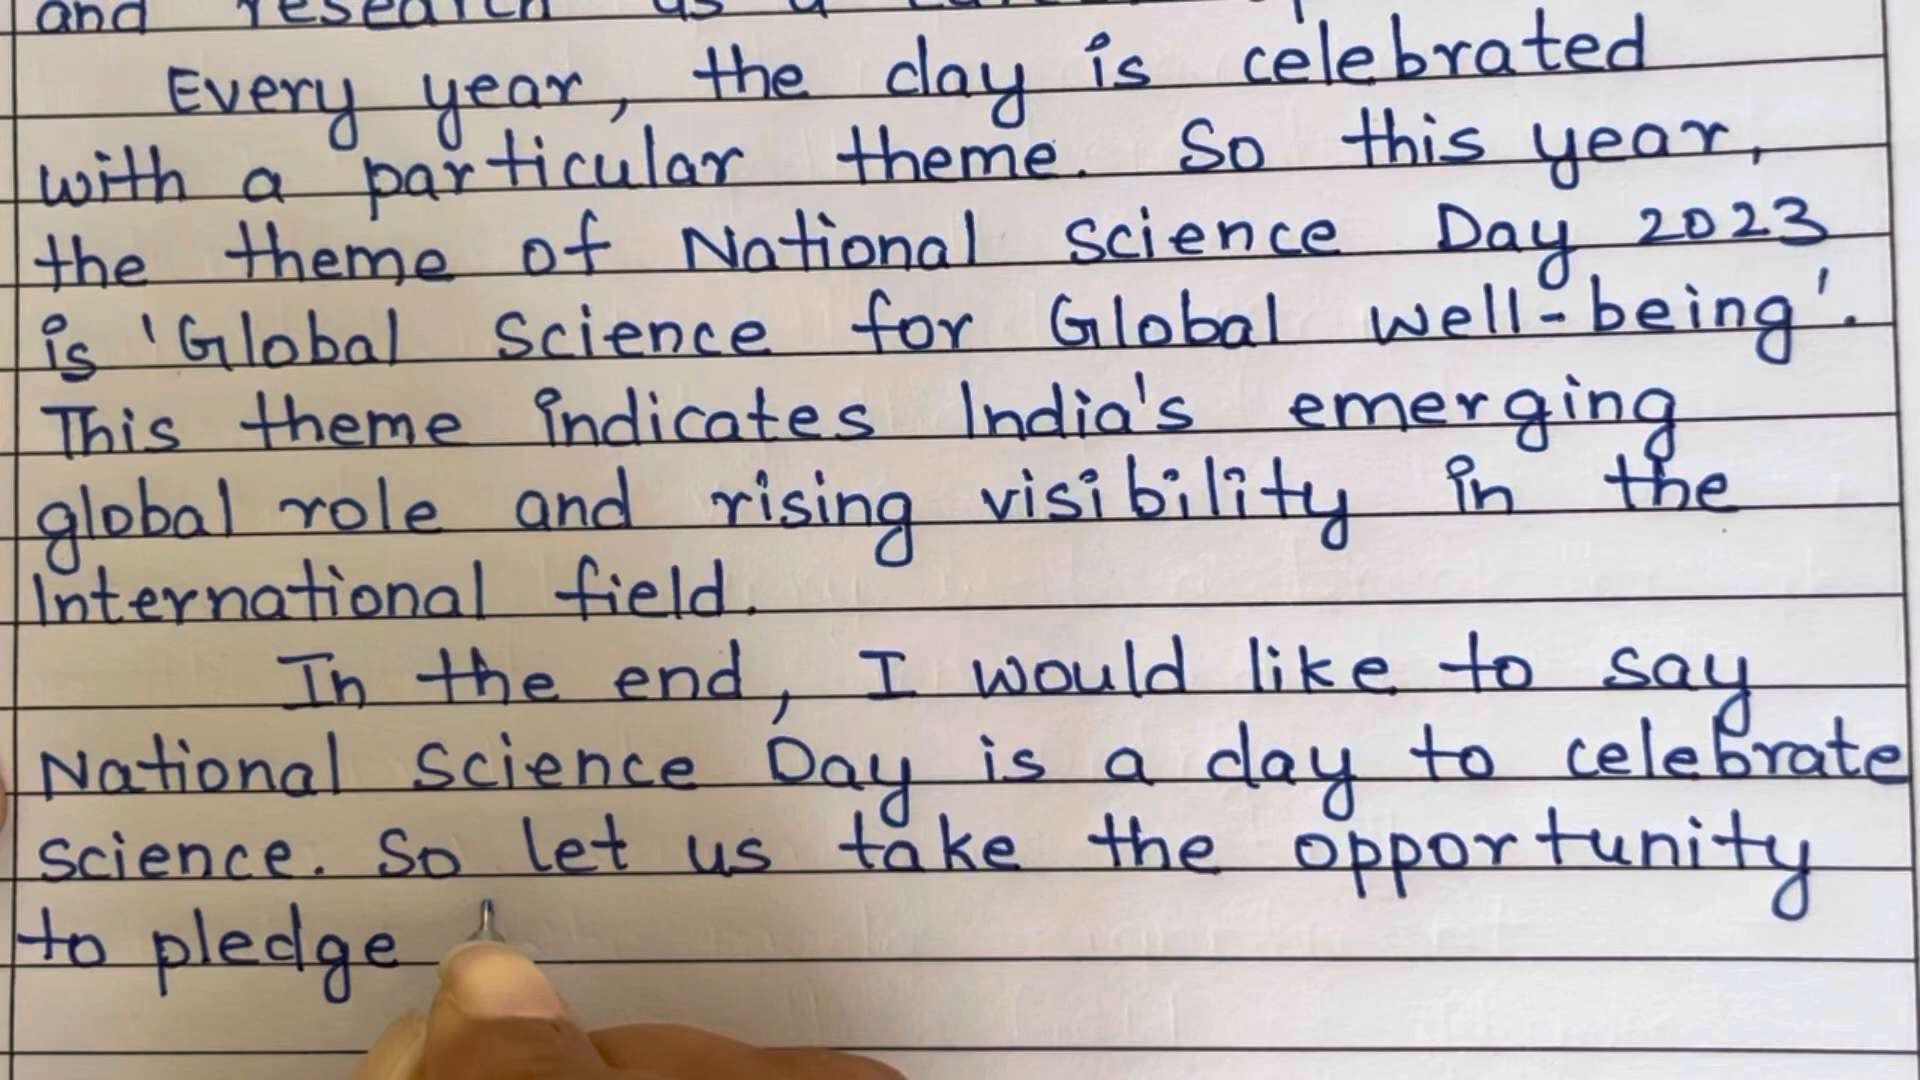 and research as a
Every year, the day is celebrated
with a particular theme. So this year,
the theme of National Science Day 2023
is 'Global Science for Global well-being'.
This theme indicates India's emerging
global role and rising visibility in the
International field.
In the end, I would like to say
National Science Day is a day to celebrate
science. So let us take the opportunity
to pledge